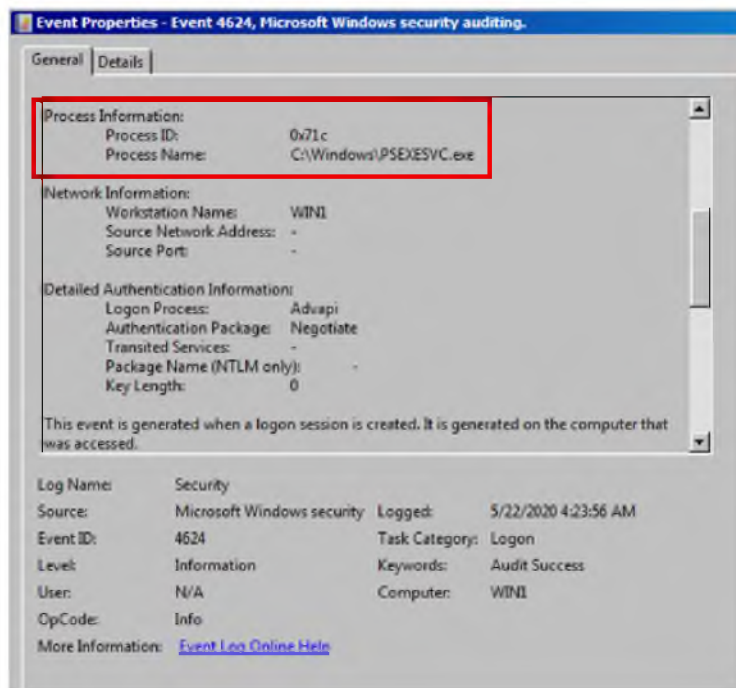 Event Properties - Event 4624, Microsoft Windows security auditing.
General Details
Process Information:
Process ID: 0x71c
Process Name: C:\Windows\PSEXESVC.exe
Network Information:
Workstation Name: WIN1
Source Network Address: -
Source Port: -
Detailed Authentication Information:
Logon Process: Advapi
Authentication Package: Negotiate
Transited Services: -
Package Name (NTLM only): -
Key Length: 0
This event is generated when a logon session is created. It is generated on the computer that
was accessed.
Log Name: Security
Source: Microsoft Windows security Logged: 5/22/2020 4:23:56 AM
Event ID: 4624 Task Category: Logon
Level: Information Keywords: Audit Success
User: N/A Computer: WIN1
OpCode: Info
More Information: Event Log Online Help